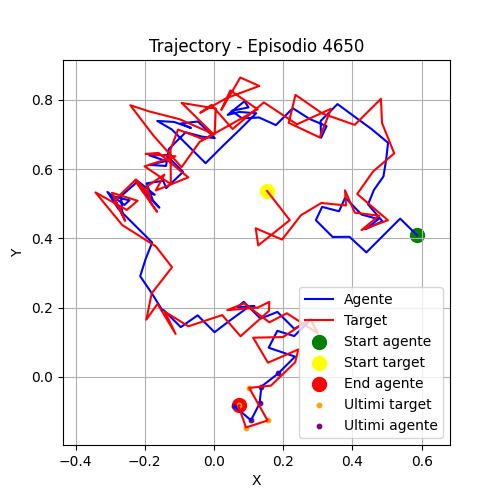 Trajectory - Episodio 4650
0.8
0.6
0.4
0.2
0.0
Y
−0.4 −0.2 0.0 0.2 0.4 0.6
X
Agente
Target
Start agente
Start target
End agente
Ultimi target
Ultimi agente